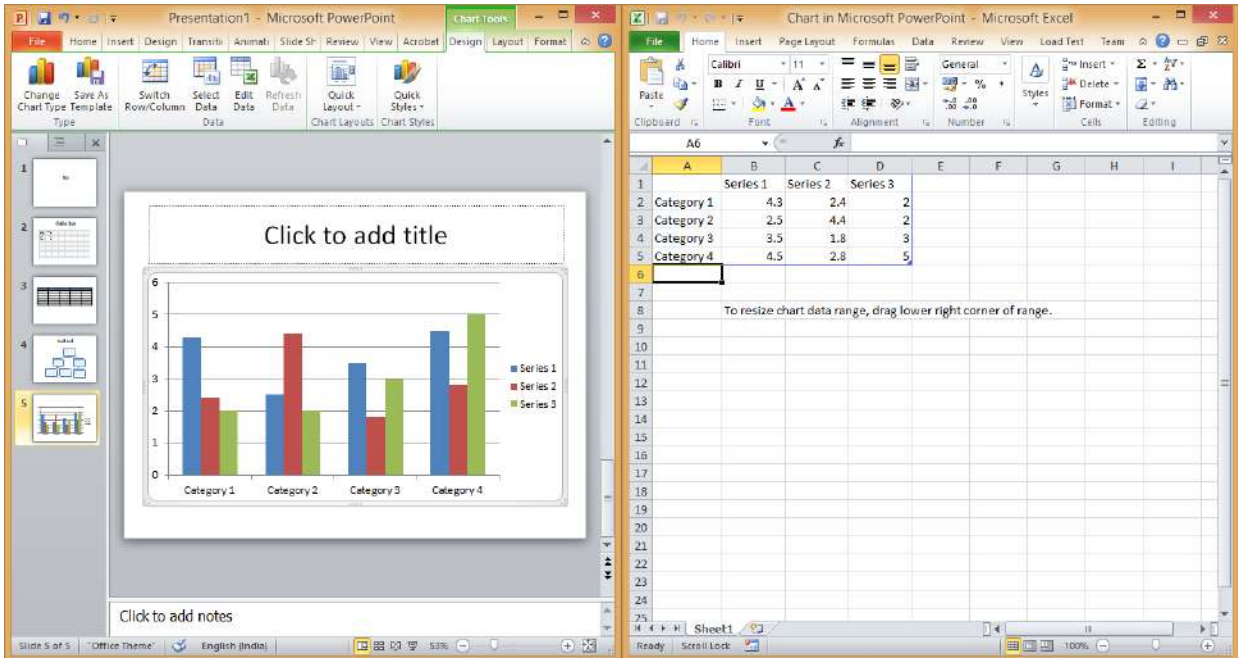 Presentation1 - Microsoft PowerPoint
Chart Tools
File Home Insert Design Transiti Animati Slide Sh Review View Acrobat Design Layout Format
Change Chart Type
Save As Template
Switch Row/Column
Select Data
Edit Data
Refresh Data
Quick Layout
Quick Styles
Type
Data
Chart Layouts
Chart Styles
1
2
3
4
5
Click to add title
6
5
4
3
2
1
0
Category 1 Category 2 Category 3 Category 4
Series 1
Series 2
Series 3
Click to add notes
Slide 5 of 5 "Office Theme" English (India) 53%
Chart in Microsoft PowerPoint - Microsoft Excel
File Home Insert Page Layout Formulas Data Review View Load Test Team
Paste
Calibri 11
B I U
General
Styles
Insert
Delete
Format
Clipboard Font Alignment Number Cells Editing
A6 fx
A B C D E F G H I
1 Series 1 Series 2 Series 3
2 Category 1 4.3 2.4 2
3 Category 2 2.5 4.4 2
4 Category 3 3.5 1.8 3
5 Category 4 4.5 2.8 5
6
7
8 To resize chart data range, drag lower right corner of range.
9
10
11
12
13
14
15
16
17
18
19
20
21
22
23
24
25
Sheet1
Ready Scroll Lock 100%